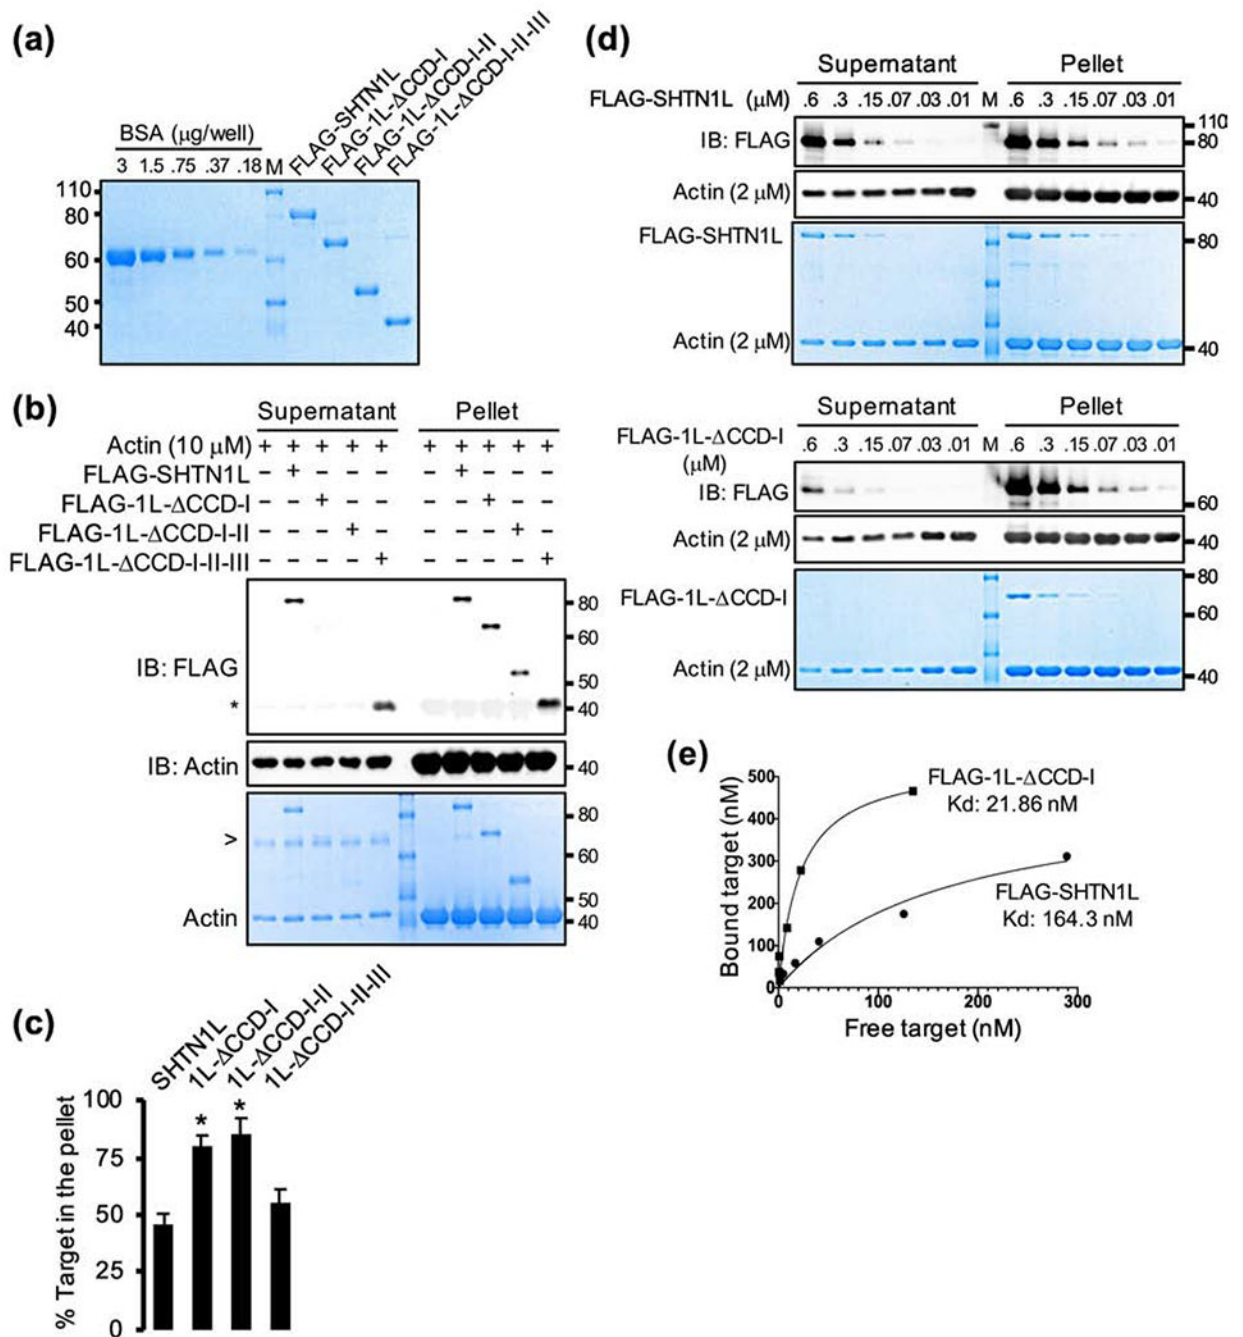 (a)
BSA (µg/well)
3 1.5 .75 .37 .18 M
FLAG-SHTN1L
FLAG-1L-ΔCCD-I
FLAG-1L-ΔCCD-I-II
FLAG-1L-ΔCCD-I-II-III
110
80
60
50
40
(b)
Supernatant Pellet
Actin (10 µM) + + + + + + + + + +
FLAG-SHTN1L – + – – – – + – – –
FLAG-1L-ΔCCD-I – – + – – – – + – –
FLAG-1L-ΔCCD-I-II – – – + – – – – + –
FLAG-1L-ΔCCD-I-II-III – – – – + – – – – +
IB: FLAG
*
80
60
50
40
IB: Actin
40
>
Actin
80
60
50
40
(c)
SHTN1L
1L-ΔCCD-I
1L-ΔCCD-I-II
1L-ΔCCD-I-II-III
% Target in the pellet
100
75
50
25
0
* *
(d)
Supernatant Pellet
FLAG-SHTN1L (µM) .6 .3 .15 .07 .03 .01 M .6 .3 .15 .07 .03 .01
IB: FLAG
110
80
Actin (2 µM)
40
FLAG-SHTN1L
80
Actin (2 µM)
40
Supernatant Pellet
FLAG-1L-ΔCCD-I
(µM)
.6 .3 .15 .07 .03 .01 M .6 .3 .15 .07 .03 .01
IB: FLAG
60
Actin (2 µM)
40
FLAG-1L-ΔCCD-I
80
60
Actin (2 µM)
40
(e)
Bound target (nM)
500
400
300
200
100
0
FLAG-1L-ΔCCD-I
Kd: 21.86 nM
FLAG-SHTN1L
Kd: 164.3 nM
0 100 200 300
Free target (nM)